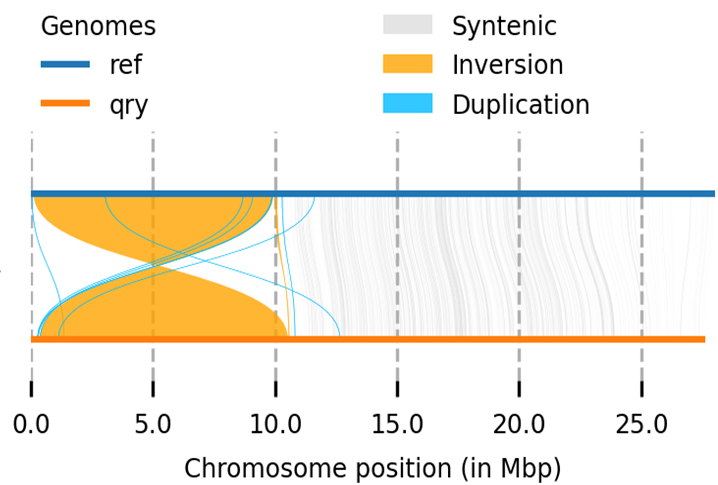 Genomes
ref
qry
Syntenic
Inversion
Duplication
0.0 5.0 10.0 15.0 20.0 25.0
Chromosome position (in Mbp)